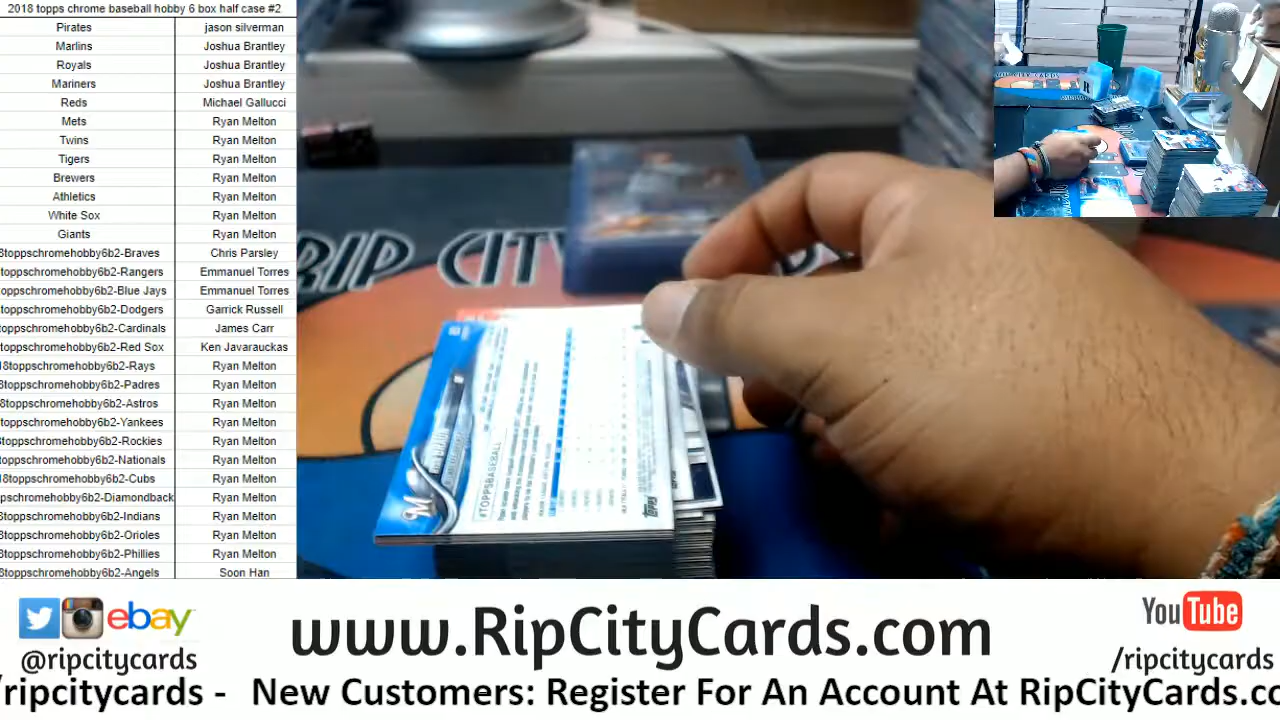 2018 topps chrome baseball hobby 6 box half case #2
Pirates jason silverman
Marlins Joshua Brantley
Royals Joshua Brantley
Mariners Joshua Brantley
Reds Michael Gallucci
Mets Ryan Melton
Twins Ryan Melton
Tigers Ryan Melton
Brewers Ryan Melton
Athletics Ryan Melton
White Sox Ryan Melton
Giants Ryan Melton
8toppschromehobby6b2-Braves Chris Parsley
toppschromehobby6b2-Rangers Emmanuel Torres
oppschromehobby6b2-Blue Jays Emmanuel Torres
toppschromehobby6b2-Dodgers Garrick Russell
toppschromehobby6b2-Cardinals James Carr
toppschromehobby6b2-Red Sox Ken Javarauckas
18toppschromehobby6b2-Rays Ryan Melton
8toppschromehobby6b2-Padres Ryan Melton
8toppschromehobby6b2-Astros Ryan Melton
toppschromehobby6b2-Yankees Ryan Melton
8toppschromehobby6b2-Rockies Ryan Melton
toppschromehobby6b2-Nationals Ryan Melton
18toppschromehobby6b2-Cubs Ryan Melton
ppschromehobby6b2-Diamondback Ryan Melton
8toppschromehobby6b2-Indians Ryan Melton
8toppschromehobby6b2-Orioles Ryan Melton
8toppschromehobby6b2-Phillies Ryan Melton
8toppschromehobby6b2-Angels Soon Han
RIP CITY
#TOPPSBASEBALL
Topps
ebay
@ripcitycards
www.RipCityCards.com
YouTube
/ripcitycards
/ripcitycards - New Customers: Register For An Account At RipCityCards.co